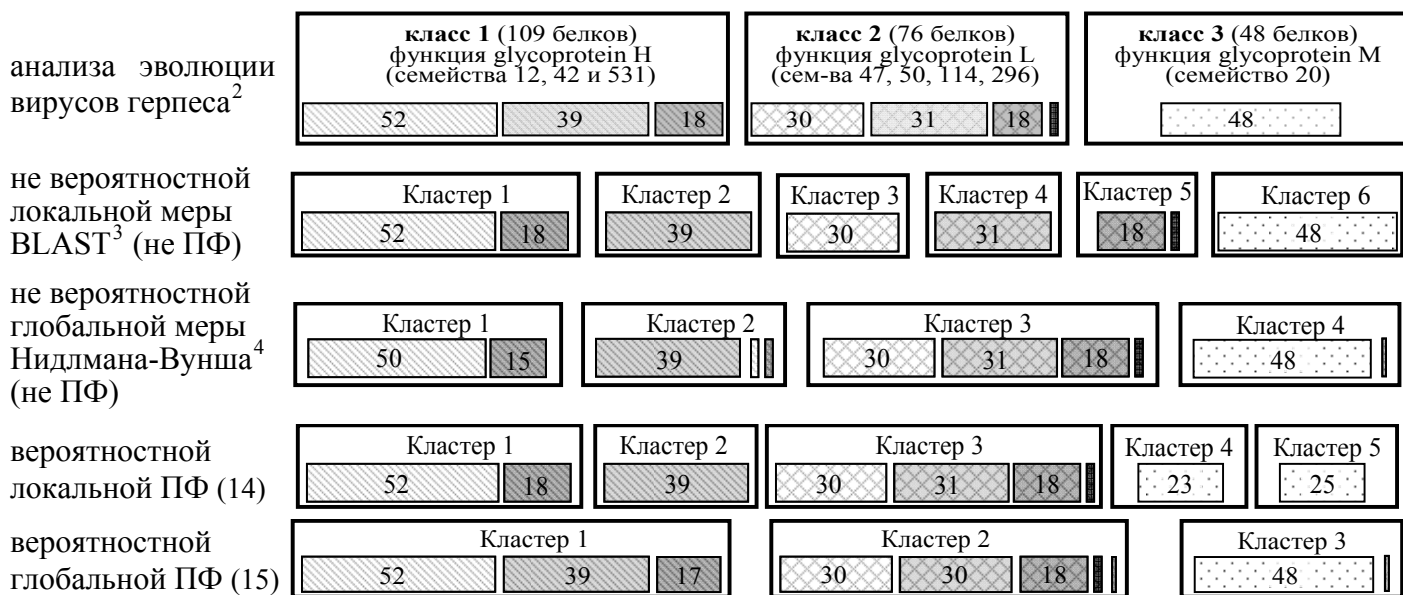 анализа эволюции
вирусов герпеса2
класс 1 (109 белков)
функция glycoprotein H
(семейства 12, 42 и 531)
52 39 18
класс 2 (76 белков)
функция glycoprotein L
(сем-ва 47, 50, 114, 296)
30 31 18
класс 3 (48 белков)
функция glycoprotein M
(семейство 20)
48
не вероятностной
локальной меры
BLAST3 (не ПФ)
Кластер 1
52 18
Кластер 2
39
Кластер 3
30
Кластер 4
31
Кластер 5
18
Кластер 6
48
не вероятностной
глобальной меры
Нидлмана-Вунша4
(не ПФ)
Кластер 1
50 15
Кластер 2
39
Кластер 3
30 31 18
Кластер 4
48
вероятностной
локальной ПФ (14)
Кластер 1
52 18
Кластер 2
39
Кластер 3
30 31 18
Кластер 4
23
Кластер 5
25
вероятностной
глобальной ПФ (15)
Кластер 1
52 39 17
Кластер 2
30 30 18
Кластер 3
48